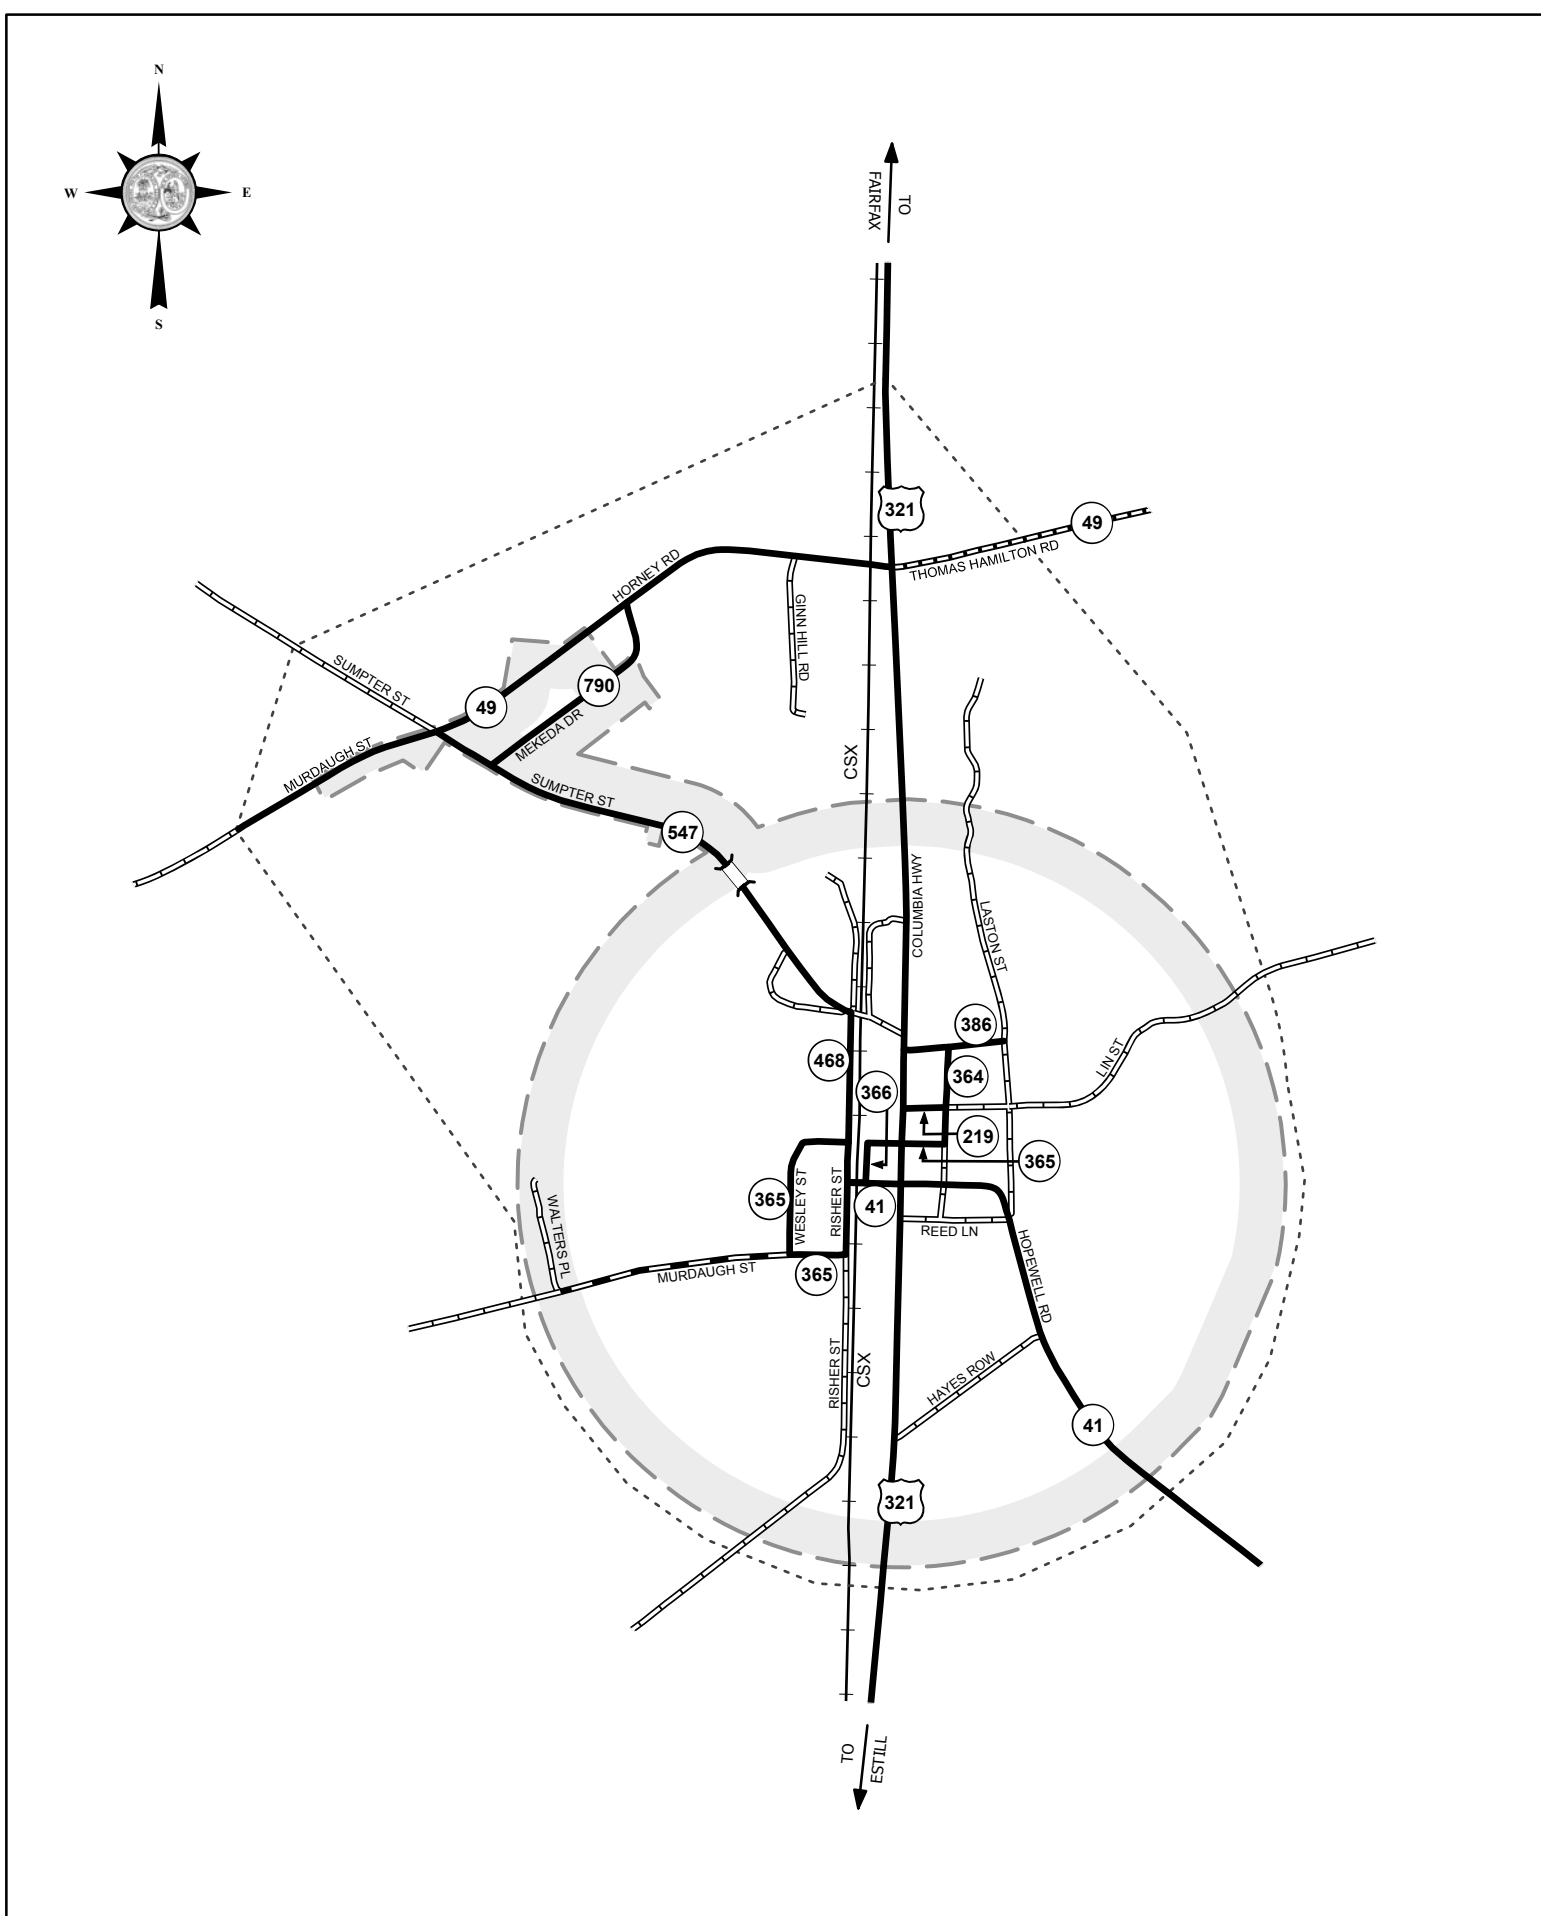 N
W
E
S
TO
FAIRFAX
321
49
THOMAS HAMILTON RD
HORNEY RD
GINN HILL RD
SUMPTER ST
790
49
MEKEDA DR
MURDAUGH ST
CSX
SUMPTER ST
547
COLUMBIA HWY
LASTON ST
386
468
LIN ST
364
366
219
365
365
WESLEY ST
RISHER ST
41
WALTERS PL
REED LN
HOPEWELL RD
MURDAUGH ST
365
RISHER ST
CSX
HAYES ROW
41
321
TO
ESTILL